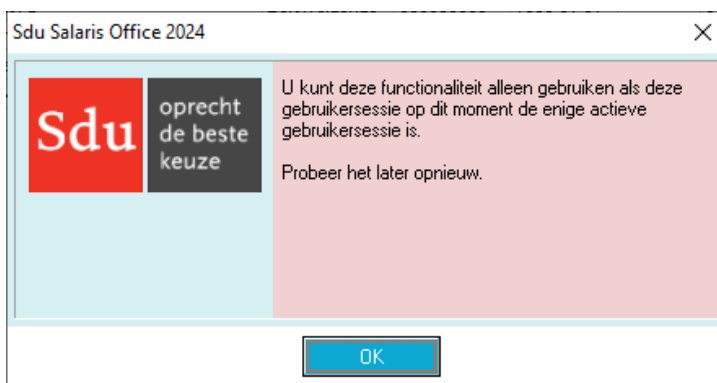 Sdu Salaris Office 2024
Sdu
oprecht
de beste
keuze
U kunt deze functionaliteit alleen gebruiken als deze
gebruikersessie op dit moment de enige actieve
gebruikersessie is.
Probeer het later opnieuw.
OK